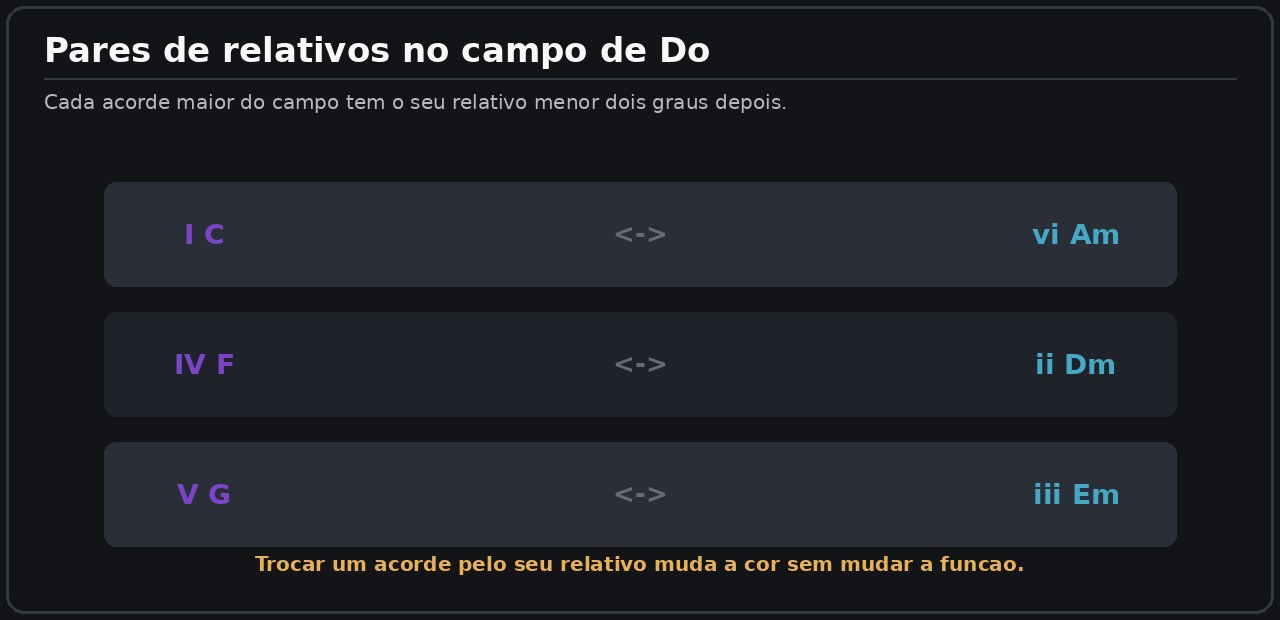 Pares de relativos no campo de Do
Cada acorde maior do campo tem o seu relativo menor dois graus depois.
I C <-> vi Am
IV F <-> ii Dm
V G <-> iii Em
Trocar um acorde pelo seu relativo muda a cor sem mudar a funcao.